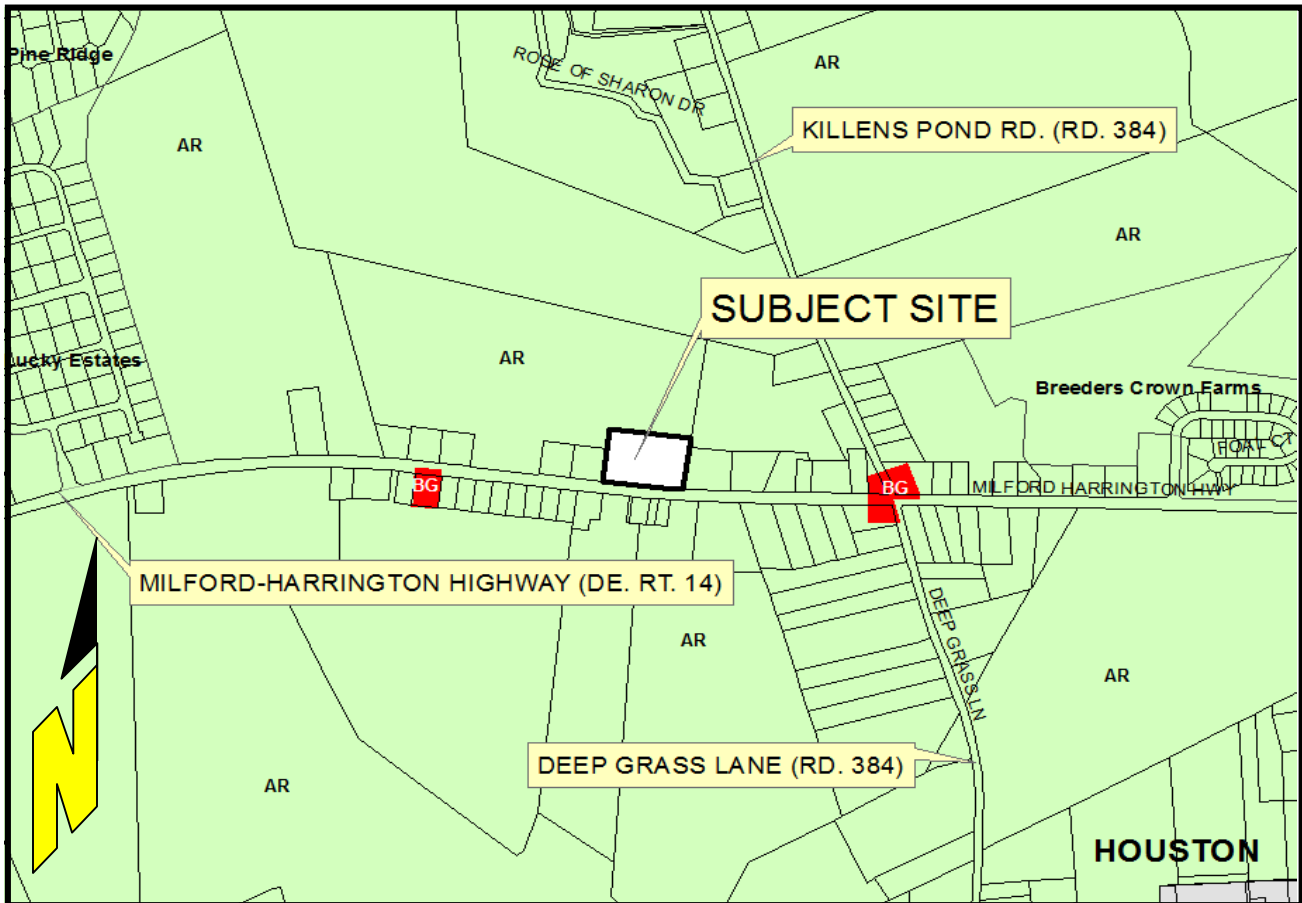 Pine Ridge
ROSE OF SHARON DR
AR
KILLENS POND RD. (RD. 384)
AR
AR
SUBJECT SITE
AR
Lucky Estates
Breeders Crown Farms
FOAL CT
BG
BG
MILFORD HARRINGTON HWY
MILFORD-HARRINGTON HIGHWAY (DE. RT. 14)
DEEP GRASS LN
AR
AR
N
DEEP GRASS LANE (RD. 384)
AR
HOUSTON